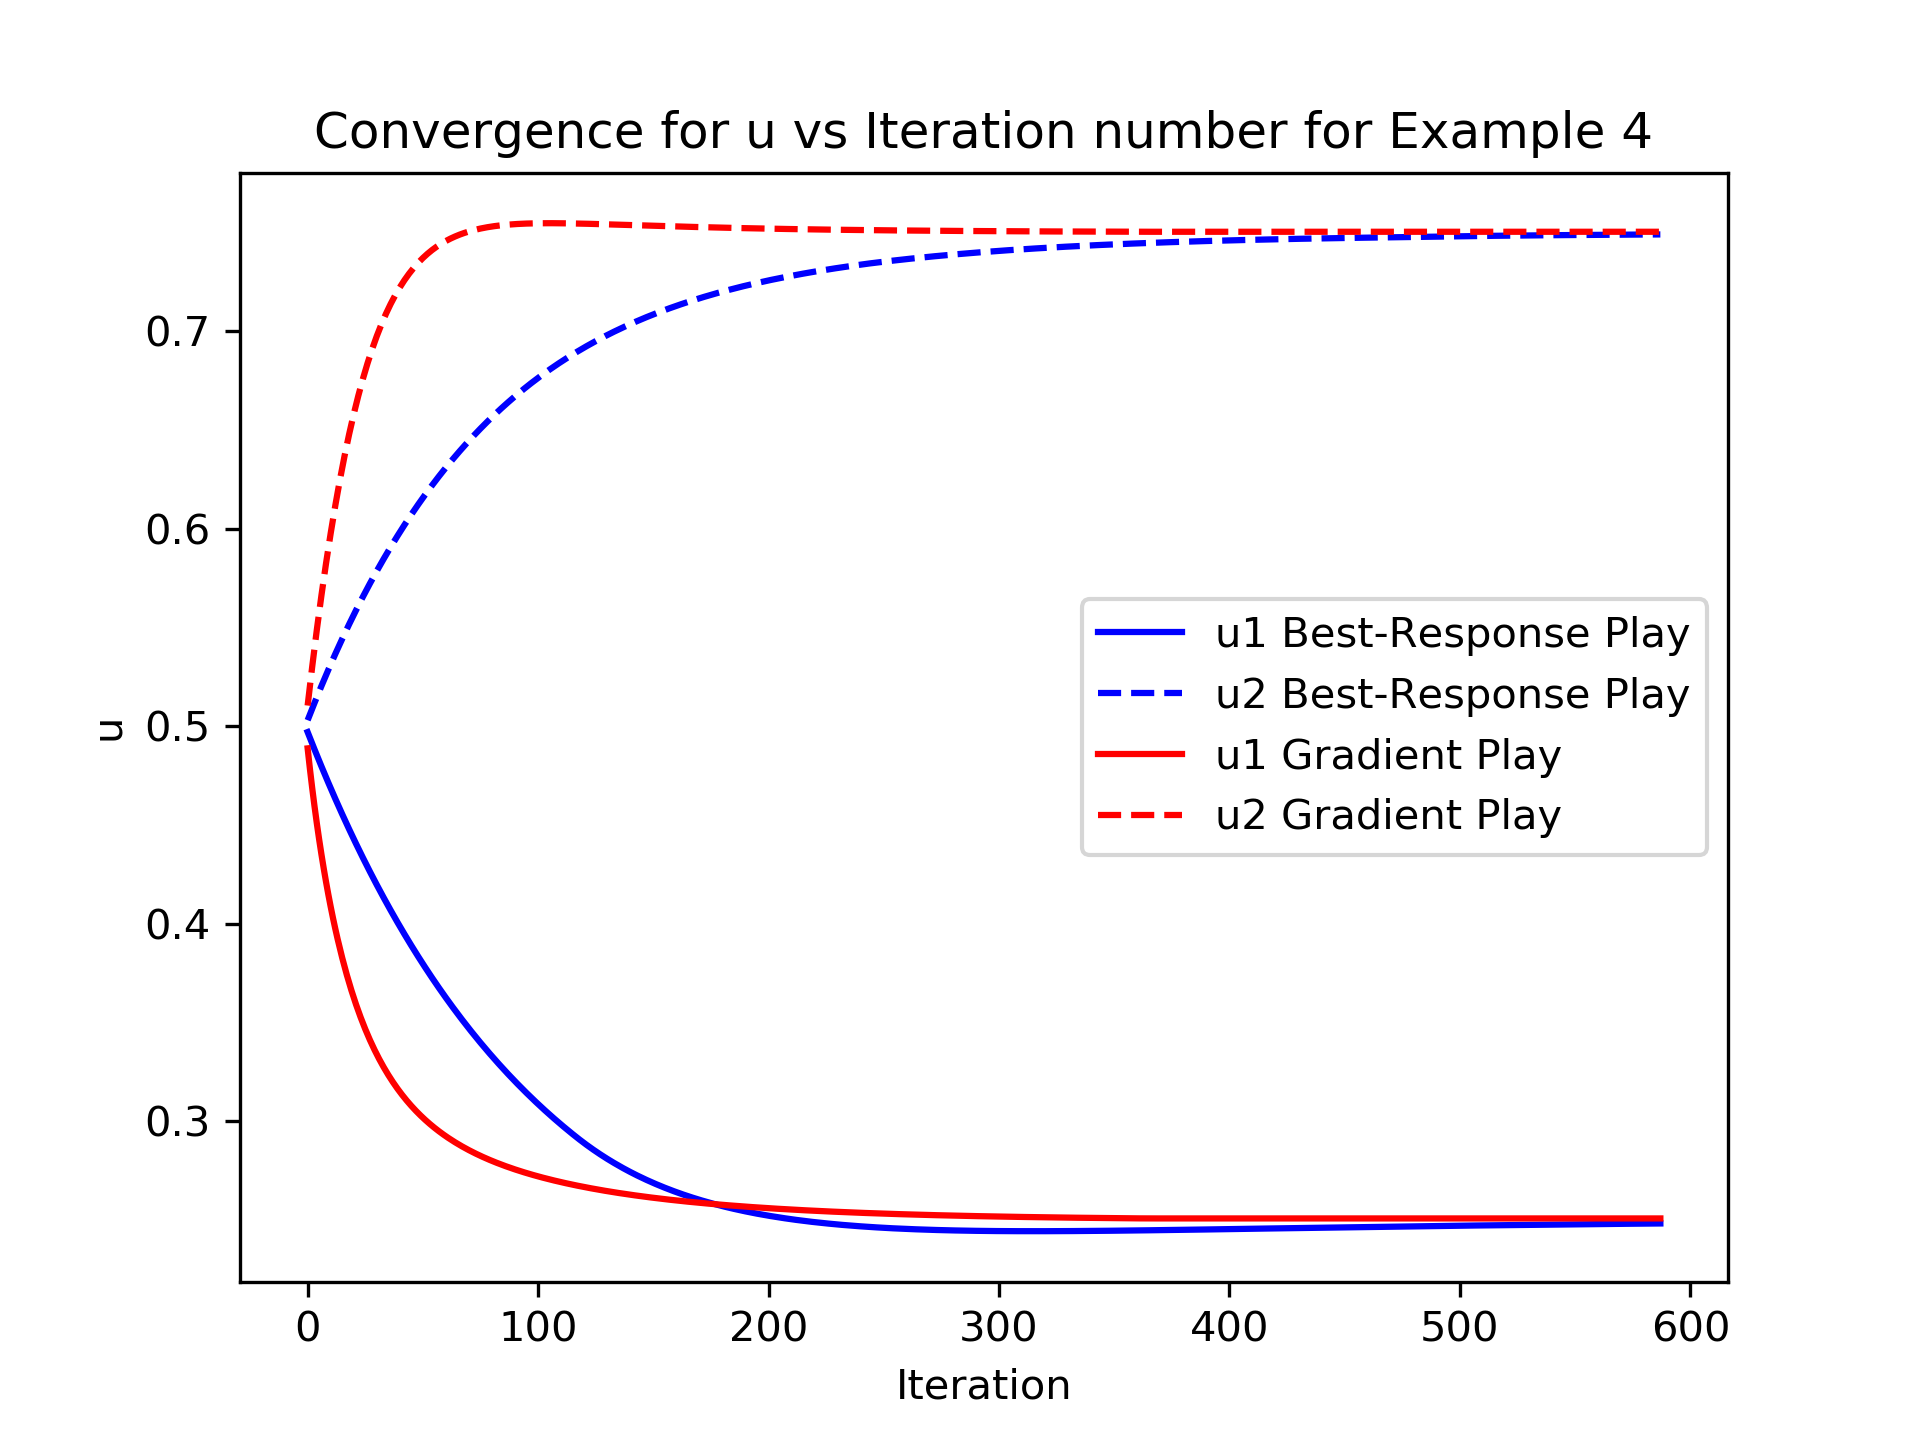 Convergence for u vs Iteration number for Example 4
0.7
0.6
0.5
0.4
0.3
u
u1 Best-Response Play
u2 Best-Response Play
u1 Gradient Play
u2 Gradient Play
0 100 200 300 400 500 600
Iteration